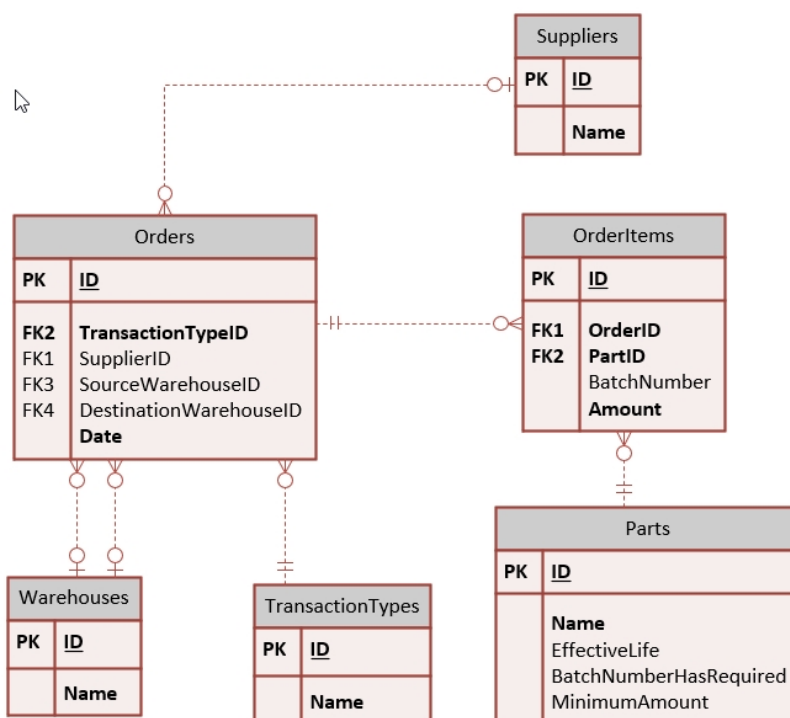 Suppliers
PK ID
Name
Orders
PK ID
FK2 TransactionTypeID
FK1 SupplierID
FK3 SourceWarehouseID
FK4 DestinationWarehouseID
Date
OrderItems
PK ID
FK1 OrderID
FK2 PartID
BatchNumber
Amount
Warehouses
PK ID
Name
TransactionTypes
PK ID
Name
Parts
PK ID
Name
EffectiveLife
BatchNumberHasRequired
MinimumAmount